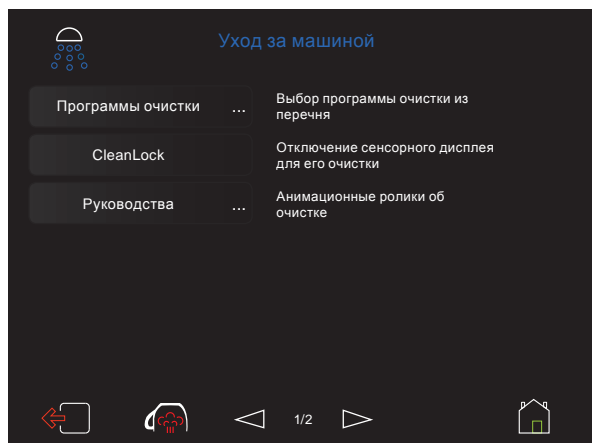 Уход за машиной
Программы очистки ...
Выбор программы очистки из
перечня
CleanLock
Отключение сенсорного дисплея
для его очистки
Руководства ...
Анимационные ролики об
очистке
1/2